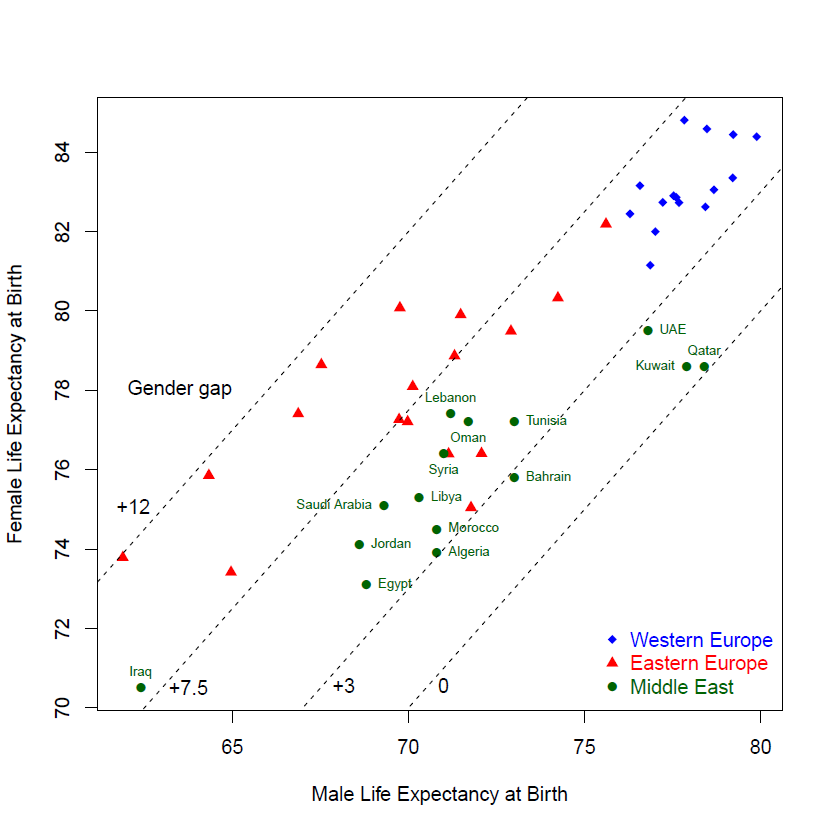 Female Life Expectancy at Birth
84
82
80
78
76
74
72
70
UAE
Qatar
Kuwait
Gender gap
Lebanon
Tunisia
Oman
Syria
Bahrain
Libya
Saudi Arabia
+12
Morocco
Jordan
Algeria
Egypt
Western Europe
Eastern Europe
Iraq
+7.5
+3
0
Middle East
65
70
75
80
Male Life Expectancy at Birth